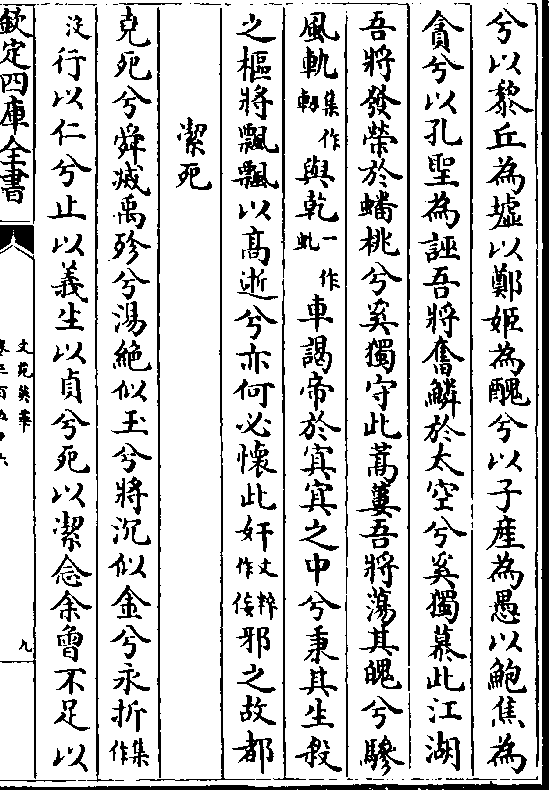 兮以黎丘為墟以鄭姬為醜兮以子產為愚以鮑焦為
貪兮以孔聖為誣吾將奮鱗於太空兮奚獨慕此江湖
吾將發榮於蟠桃兮奚獨守此蒿蔞吾將蕩其魄兮驂
風軌集作軔與乾一作虬車謁帝於寘寘之中兮秉其生殺
之樞將飄飄以高逝兮亦何必懷此奸文粹作佞邪之故都
潔死
堯死兮舜滅禹殄兮湯絶似玉兮將沉似金兮永折集作
沒行以仁兮止以義生以貞兮死以潔念余曾不足以
欽定四庫全書
文苑英華
卷三百五十六
九